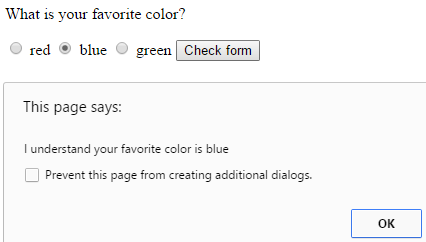 What is your favorite color?
red blue green Check form
This page says:
I understand your favorite color is blue
Prevent this page from creating additional dialogs.
OK